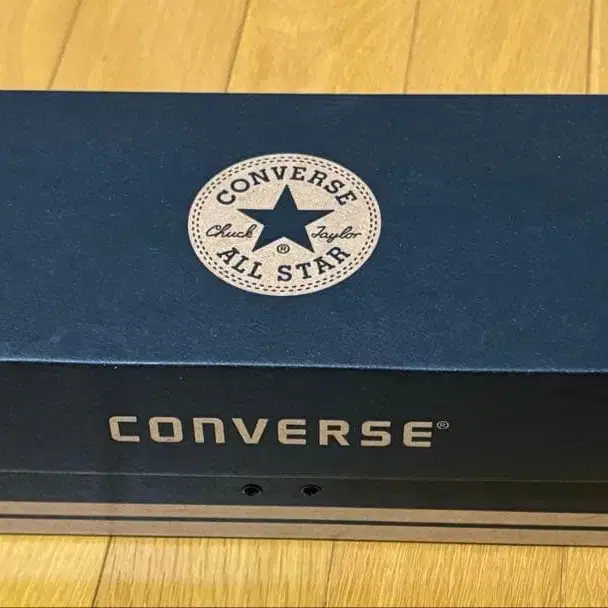 CONVERSE
Chuck Taylor
®
ALL STAR
CONVERSE®